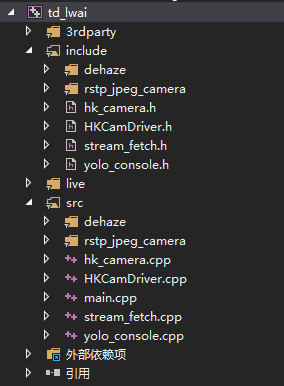 td_lwai
3rdparty
include
dehaze
rstp_jpeg_camera
hk_camera.h
HKCamDriver.h
stream_fetch.h
yolo_console.h
live
src
dehaze
rstp_jpeg_camera
hk_camera.cpp
HKCamDriver.cpp
main.cpp
stream_fetch.cpp
yolo_console.cpp
外部依赖项
引用